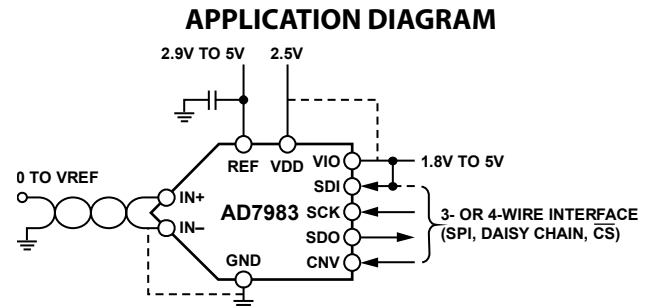 APPLICATION DIAGRAM
2.9V TO 5V
2.5V
REF
VDD
VIO
1.8V TO 5V
0 TO VREF
SDI
IN+
AD7983
SCK
3- OR 4-WIRE INTERFACE
(SPI, DAISY CHAIN, C̅S̅)
IN–
SDO
GND
CNV